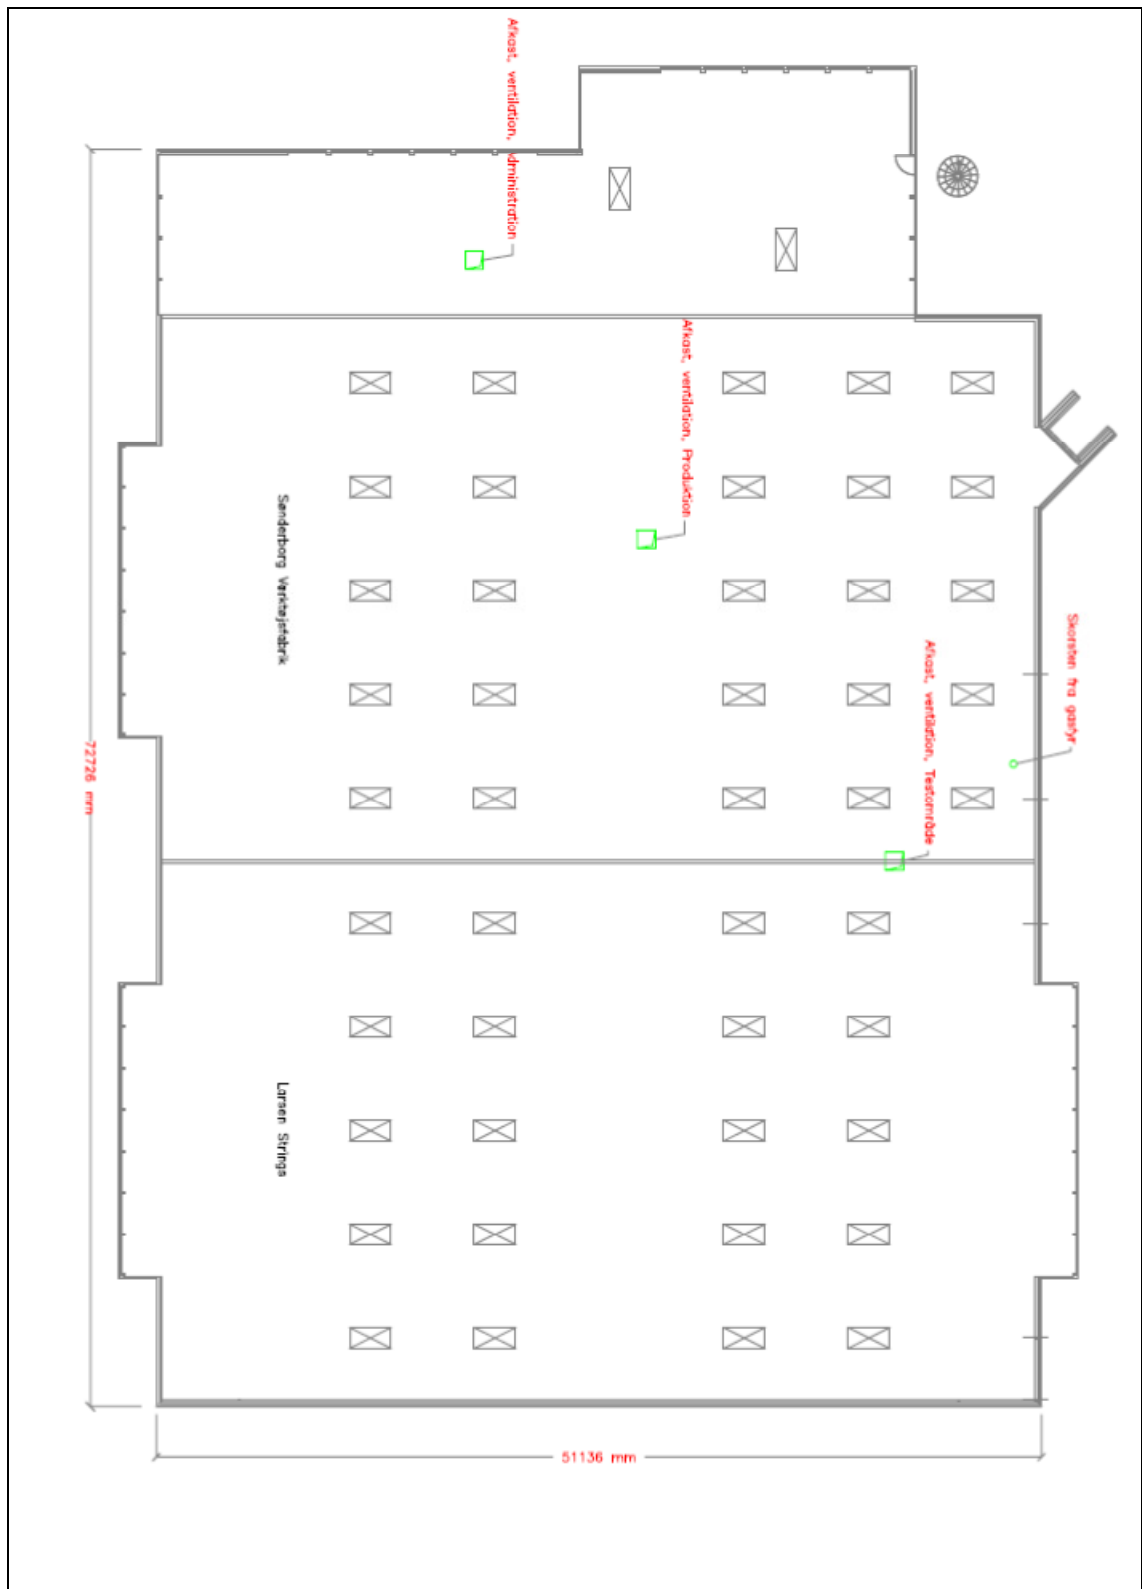 Afkast, ventilation, administration
Afkast, ventilation, Produktion
Sønderborg Værktøjsfabrik
Skorsten fra gasfyr
Afkast, ventilation, Testområde
72726 mm
Larsen Strings
51136 mm